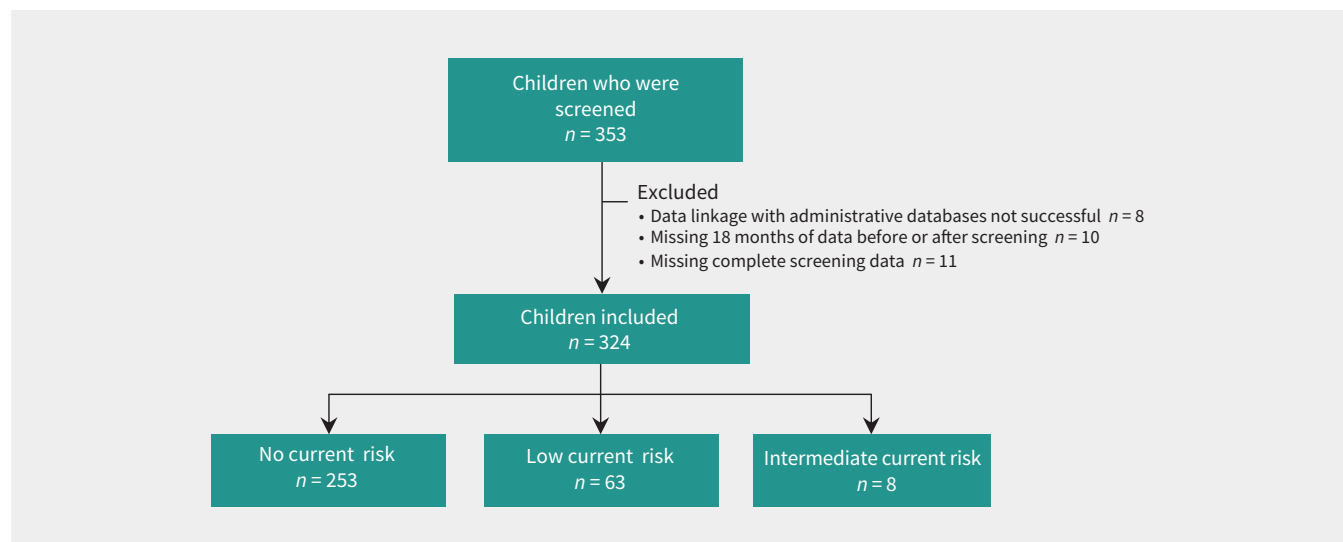 Children who were
screened
n = 353
Excluded
• Data linkage with administrative databases not successful n = 8
• Missing 18 months of data before or after screening n = 10
• Missing complete screening data n = 11
Children included
n = 324
No current risk
n = 253
Low current risk
n = 63
Intermediate current risk
n = 8